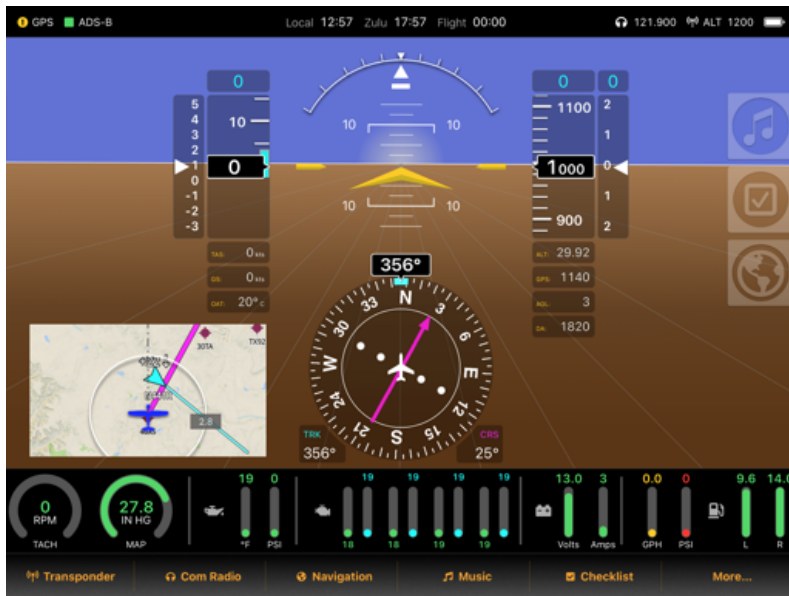 GPS ADS-B Local 12:57 Zulu 17:57 Flight 00:00 121.900 ALT 1200
0 0 0
5
4
3
2
1
0
-1
-2
-3
10
0
10 10
10 10
1100
1000
900
2
1
0
1
2
TAS: 0 kts
GS: 0 kts
OAT: 20° C
ALT: 29.92
GPS: 1140
AGL: 3
DA: 1820
356°
N 3 6 E 12 15 S 21 24 W 30 33
TRK
356°
CRS
25°
30TA
TX92
2.8
0
RPM
TACH
27.8
IN HG
MAP
19 0
°F PSI
19 19 19 19
18 18 19 19
13.0 3
Volts Amps
0.0 0
GPH PSI
9.6 14.0
L R
Transponder Com Radio Navigation Music Checklist More...